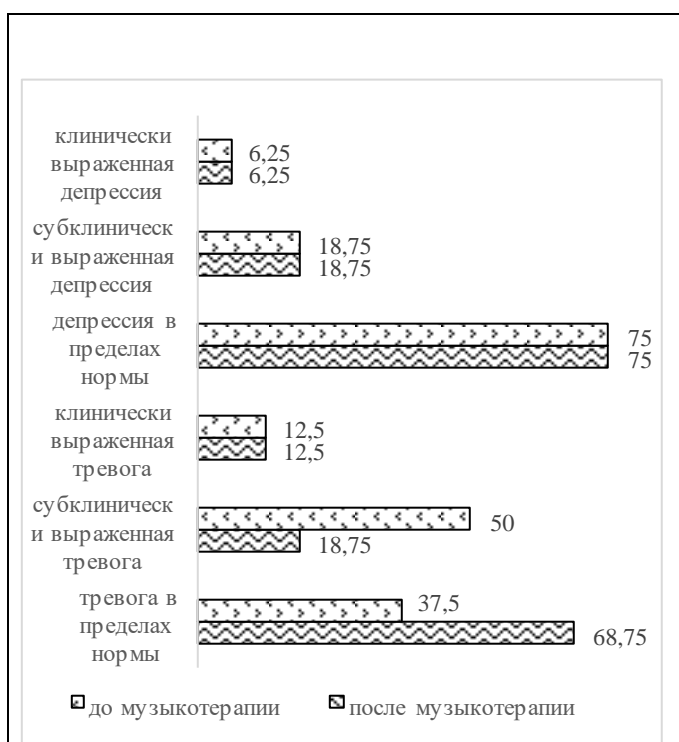 клинически
выраженная
депрессия
6,25
6,25
субклиническ
и выраженная
депрессия
18,75
18,75
депрессия в
пределах
нормы
75
75
клинически
выраженная
тревога
12,5
12,5
субклиническ
и выраженная
тревога
50
18,75
тревога в
пределах
нормы
37,5
68,75
до музыкотерапии
после музыкотерапии